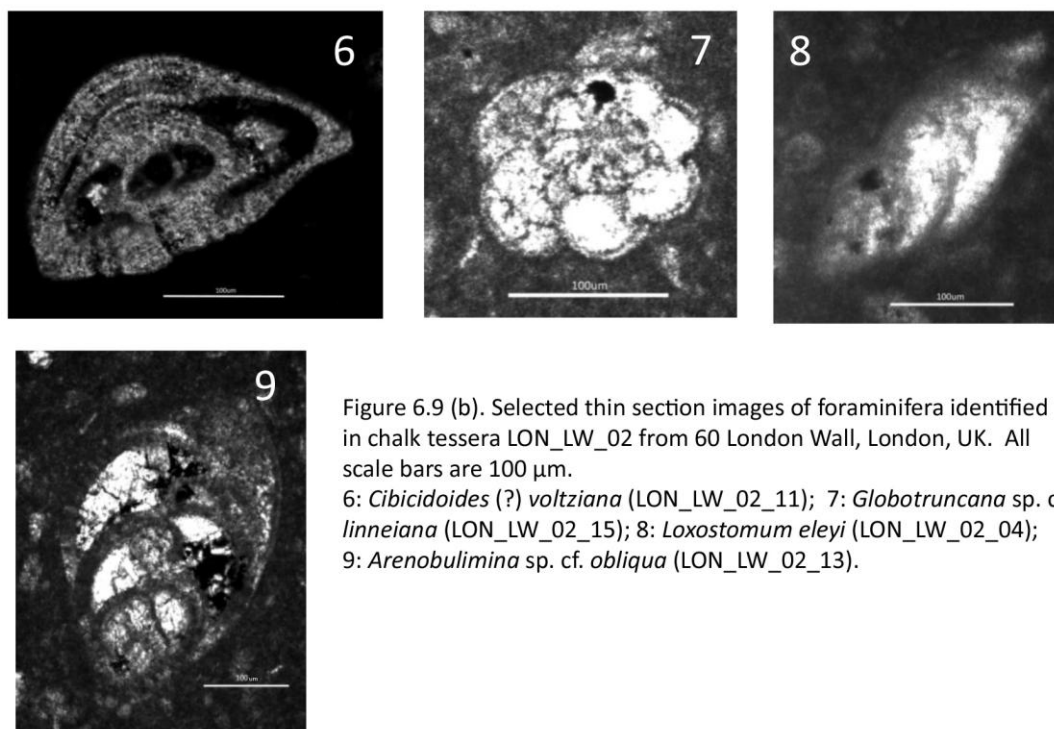 6
7
8
100um
100um
100um
9
100um
Figure 6.9 (b). Selected thin section images of foraminifera identified
in chalk tessera LON_LW_02 from 60 London Wall, London, UK. All
scale bars are 100 μm.
6: Cibicidoides (?) voltziana (LON_LW_02_11); 7: Globotruncana sp. c
linneiana (LON_LW_02_15); 8: Loxostomum eleyi (LON_LW_02_04);
9: Arenobulimina sp. cf. obliqua (LON_LW_02_13).